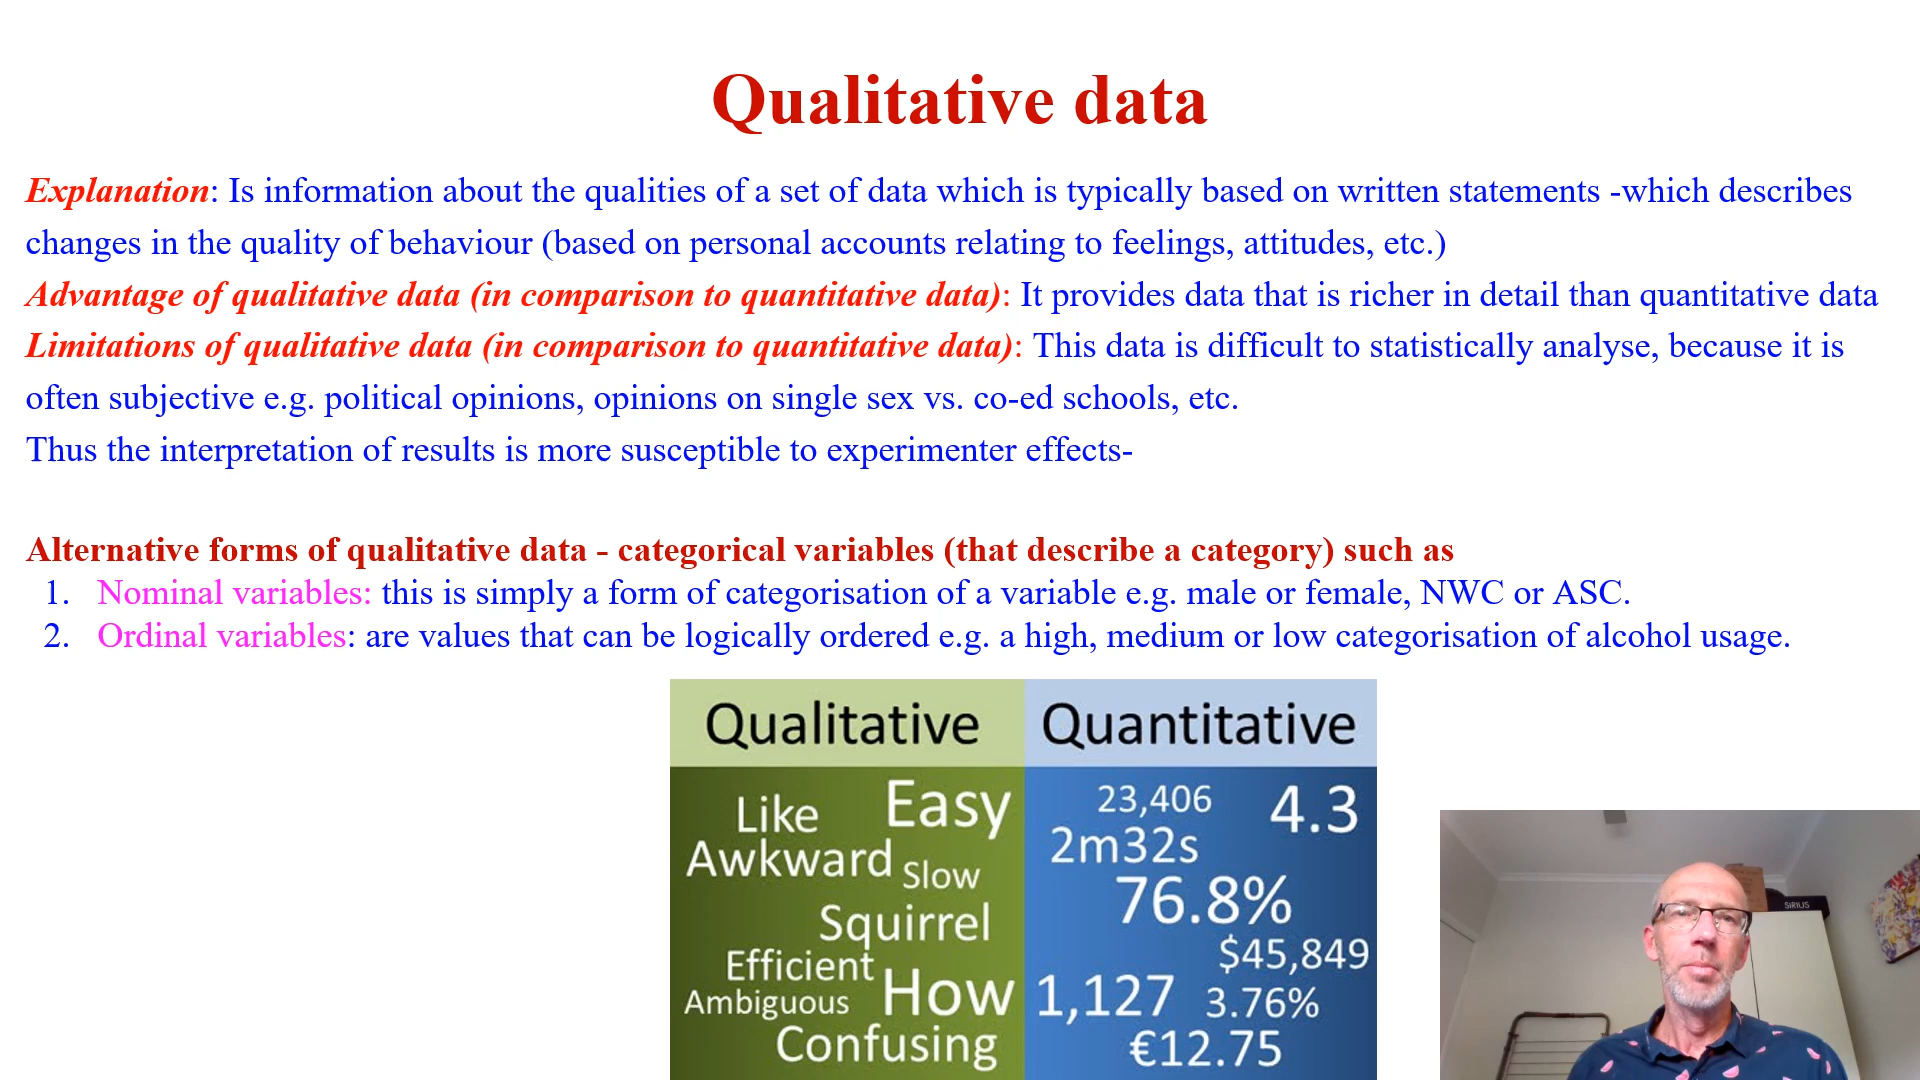 Qualitative data
Explanation: Is information about the qualities of a set of data which is typically based on written statements -which describes
changes in the quality of behaviour (based on personal accounts relating to feelings, attitudes, etc.)
Advantage of qualitative data (in comparison to quantitative data): It provides data that is richer in detail than quantitative data
Limitations of qualitative data (in comparison to quantitative data): This data is difficult to statistically analyse, because it is
often subjective e.g. political opinions, opinions on single sex vs. co-ed schools, etc.
Thus the interpretation of results is more susceptible to experimenter effects-
Alternative forms of qualitative data - categorical variables (that describe a category) such as
1. Nominal variables: this is simply a form of categorisation of a variable e.g. male or female, NWC or ASC.
2. Ordinal variables: are values that can be logically ordered e.g. a high, medium or low categorisation of alcohol usage.
Qualitative
Like Easy
Awkward Slow
Squirrel
Efficient
Ambiguous How
Confusing
Quantitative
23,406 4.3
2m32s
76.8%
$45,849
1,127 3.76%
€12.75
SIRIUS